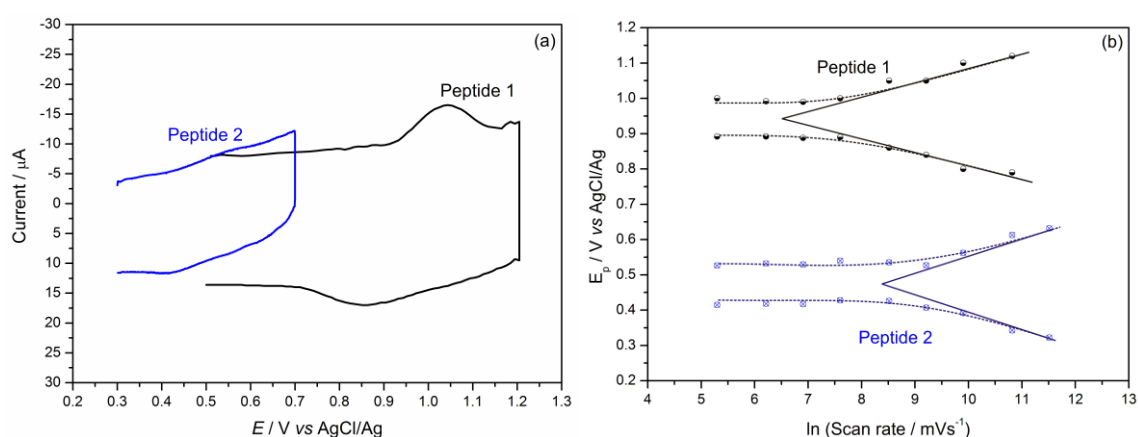 (a)
Peptide 1
Peptide 2
Current / μA
-30
-25
-20
-15
-10
-5
0
5
10
15
20
25
30
0.2 0.3 0.4 0.5 0.6 0.7 0.8 0.9 1.0 1.1 1.2 1.3
E / V vs AgCl/Ag
(b)
Peptide 1
Peptide 2
Ep / V vs AgCl/Ag
1.2
1.1
1.0
0.9
0.8
0.7
0.6
0.5
0.4
0.3
0.2
4 5 6 7 8 9 10 11 12 13
ln (Scan rate / mVs⁻¹)